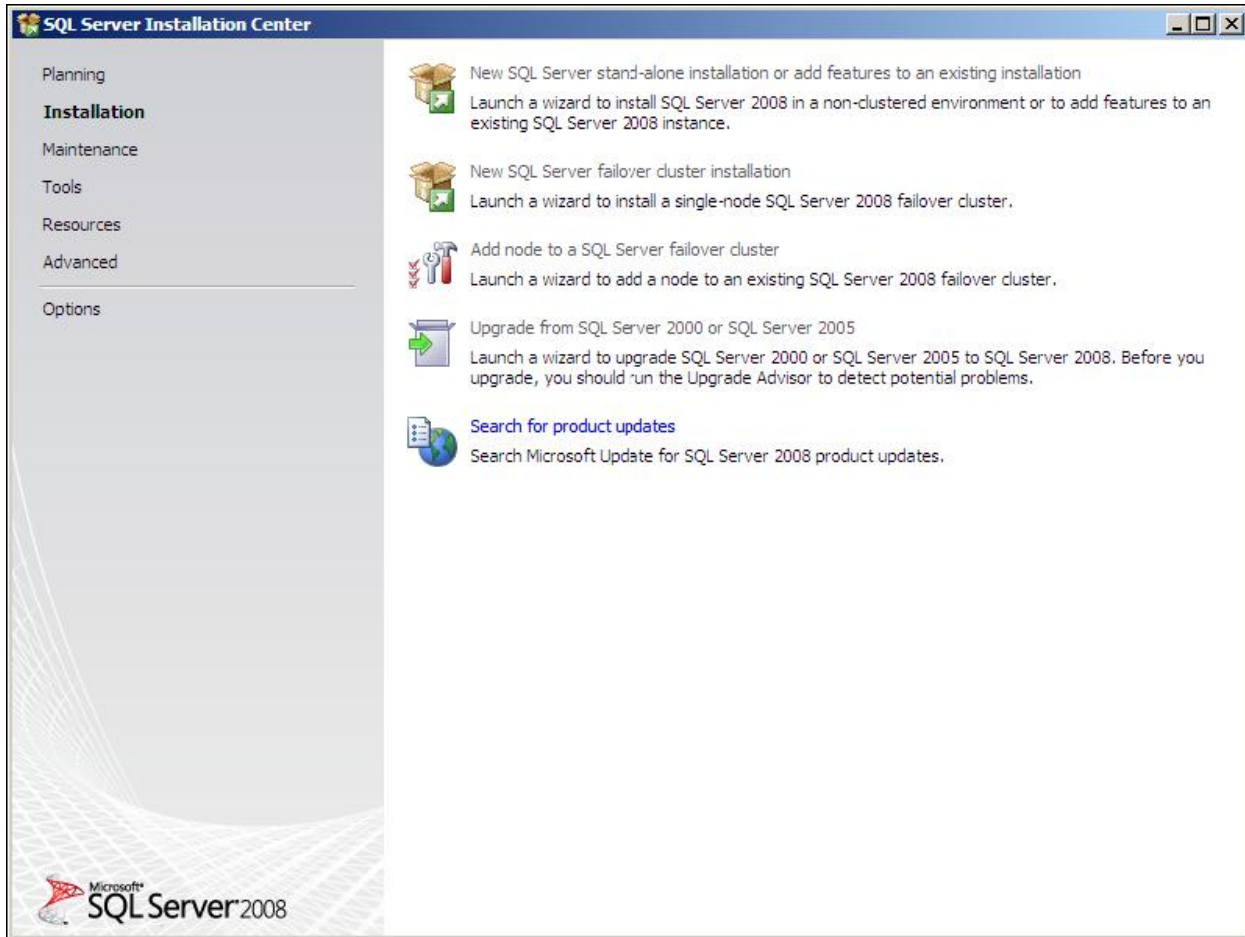 SQL Server Installation Center
Planning
Installation
Maintenance
Tools
Resources
Advanced
Options
New SQL Server stand-alone installation or add features to an existing installation
Launch a wizard to install SQL Server 2008 in a non-clustered environment or to add features to an
existing SQL Server 2008 instance.
New SQL Server failover cluster installation
Launch a wizard to install a single-node SQL Server 2008 failover cluster.
Add node to a SQL Server failover cluster
Launch a wizard to add a node to an existing SQL Server 2008 failover cluster.
Upgrade from SQL Server 2000 or SQL Server 2005
Launch a wizard to upgrade SQL Server 2000 or SQL Server 2005 to SQL Server 2008. Before you
upgrade, you should run the Upgrade Advisor to detect potential problems.
Search for product updates
Search Microsoft Update for SQL Server 2008 product updates.
Microsoft®
SQL Server 2008